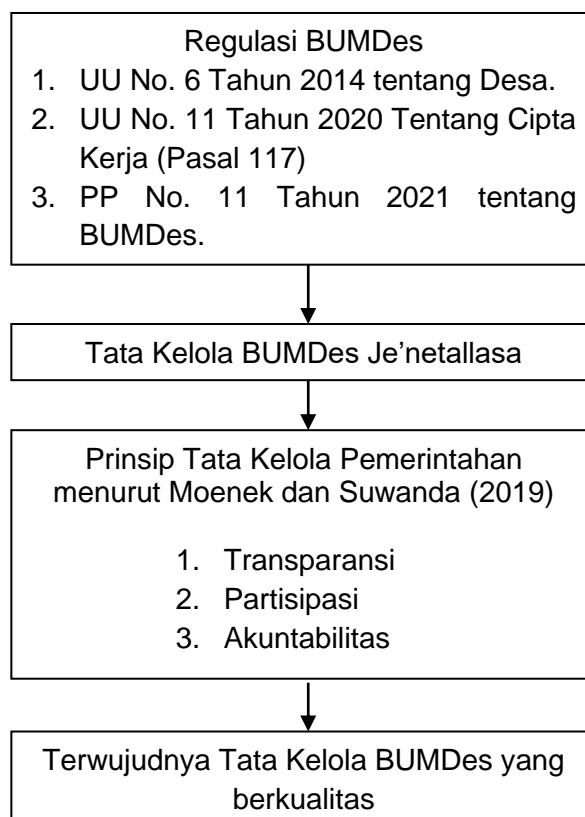 Regulasi BUMDes
1. UU No. 6 Tahun 2014 tentang Desa.
2. UU No. 11 Tahun 2020 Tentang Cipta
Kerja (Pasal 117)
3. PP No. 11 Tahun 2021 tentang
BUMDes.
Tata Kelola BUMDes Je’netallasa
Prinsip Tata Kelola Pemerintahan
menurut Moenek dan Suwanda (2019)
1. Transparansi
2. Partisipasi
3. Akuntabilitas
Terwujudnya Tata Kelola BUMDes yang
berkualitas